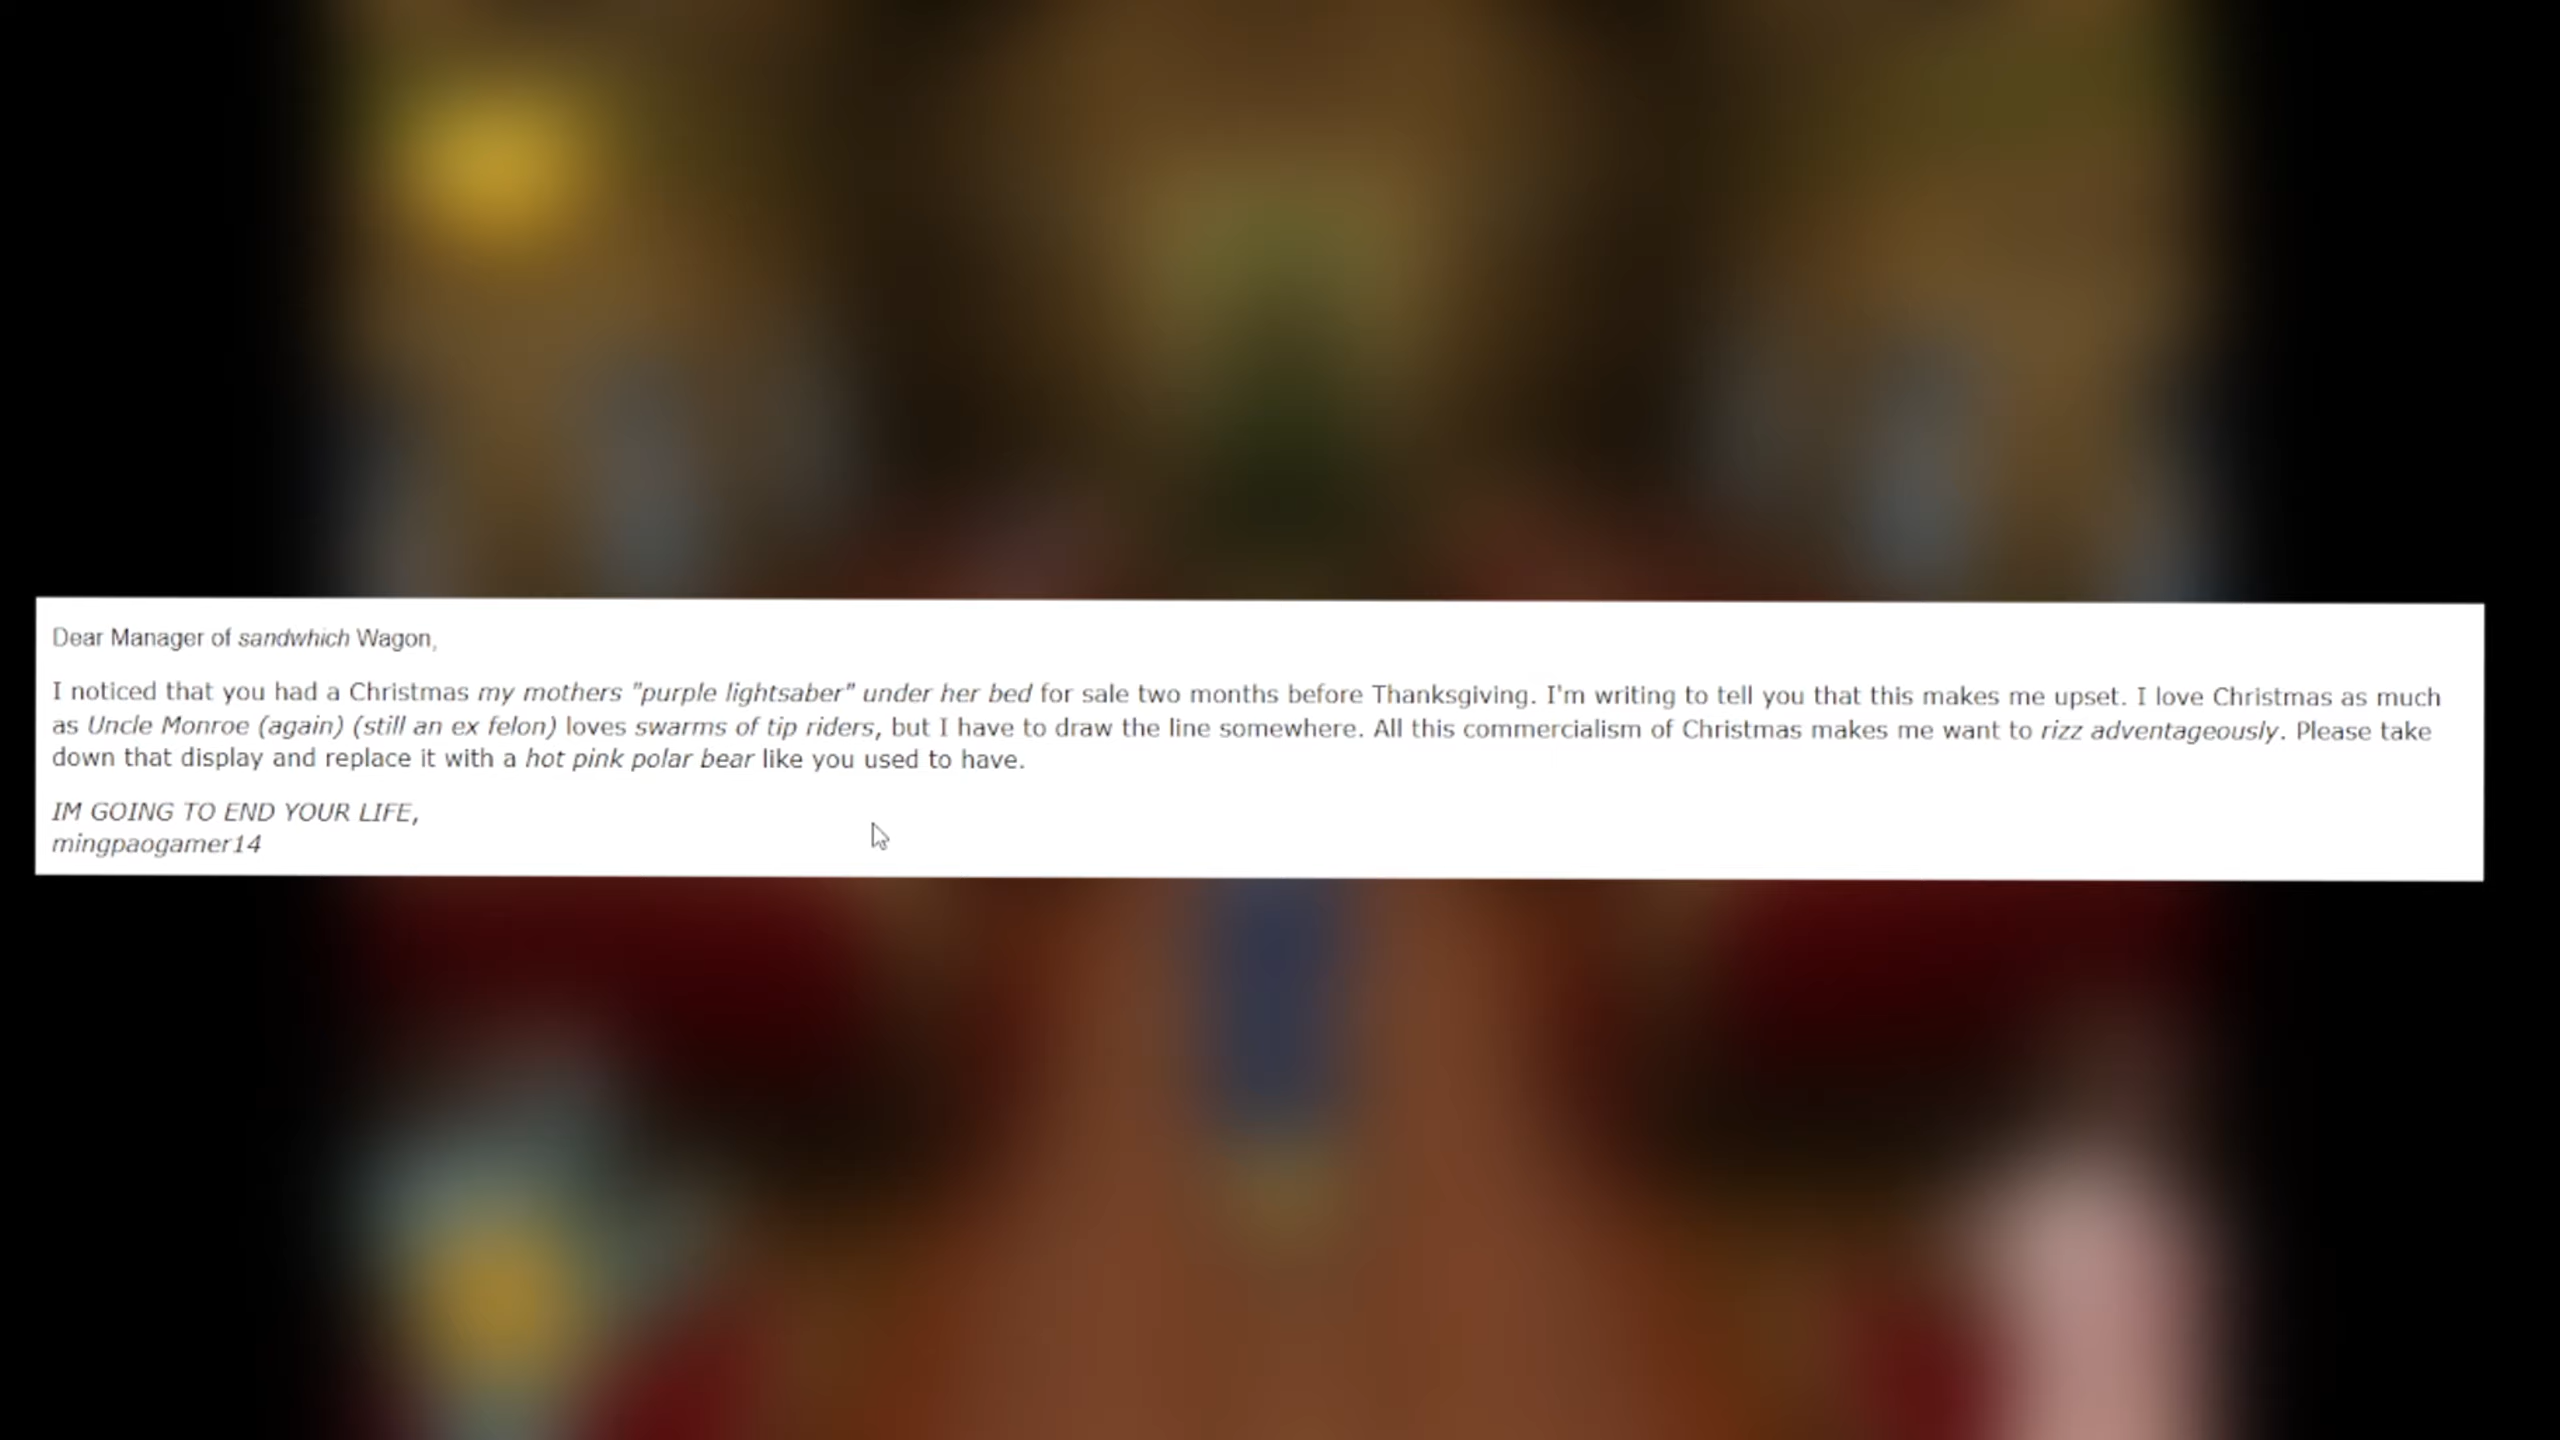 Dear Manager of sandwhich Wagon,
I noticed that you had a Christmas my mothers "purple lightsaber" under her bed for sale two months before Thanksgiving. I'm writing to tell you that this makes me upset. I love Christmas as much
as Uncle Monroe (again) (still an ex felon) loves swarms of tip riders, but I have to draw the line somewhere. All this commercialism of Christmas makes me want to rizz adventageously. Please take
down that display and replace it with a hot pink polar bear like you used to have.
IM GOING TO END YOUR LIFE,
mingpaogamer14